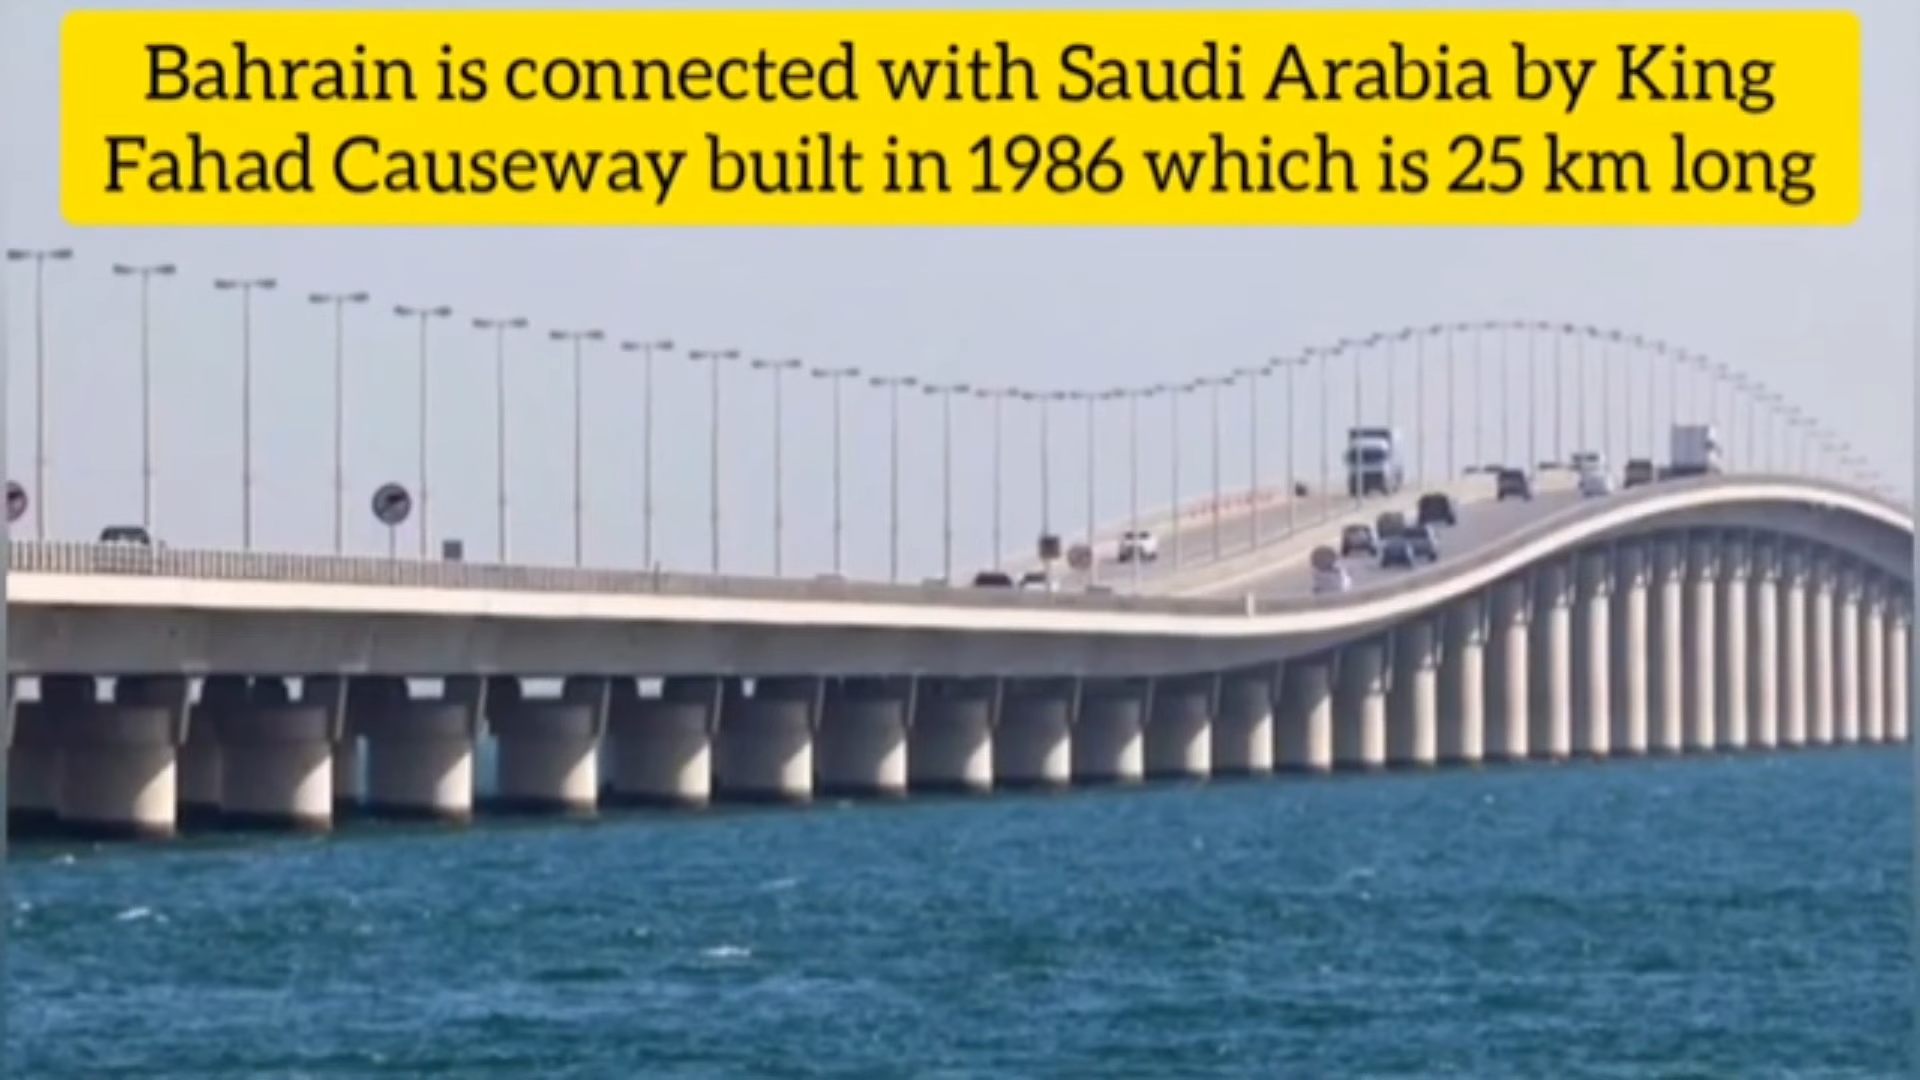 Bahrain is connected with Saudi Arabia by King
Fahad Causeway built in 1986 which is 25 km long